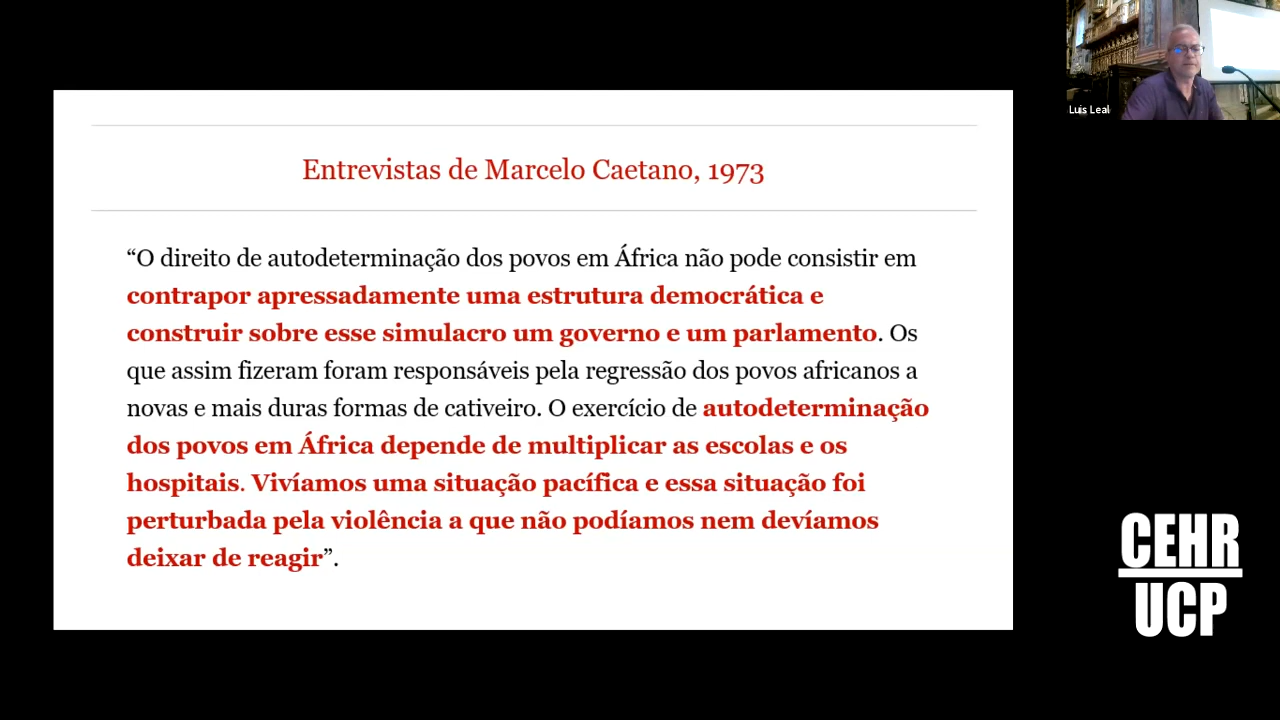 Entrevistas de Marcelo Caetano, 1973
“O direito de autodeterminação dos povos em África não pode consistir em
contrapor apressadamente uma estrutura democrática e
construir sobre esse simulacro um governo e um parlamento. Os
que assim fizeram foram responsáveis pela regressão dos povos africanos a
novas e mais duras formas de cativeiro. O exercício de autodeterminação
dos povos em África depende de multiplicar as escolas e os
hospitais. Vivíamos uma situação pacífica e essa situação foi
perturbada pela violência a que não podíamos nem devíamos
deixar de reagir”.
Luis Leal
CEHR
UCP